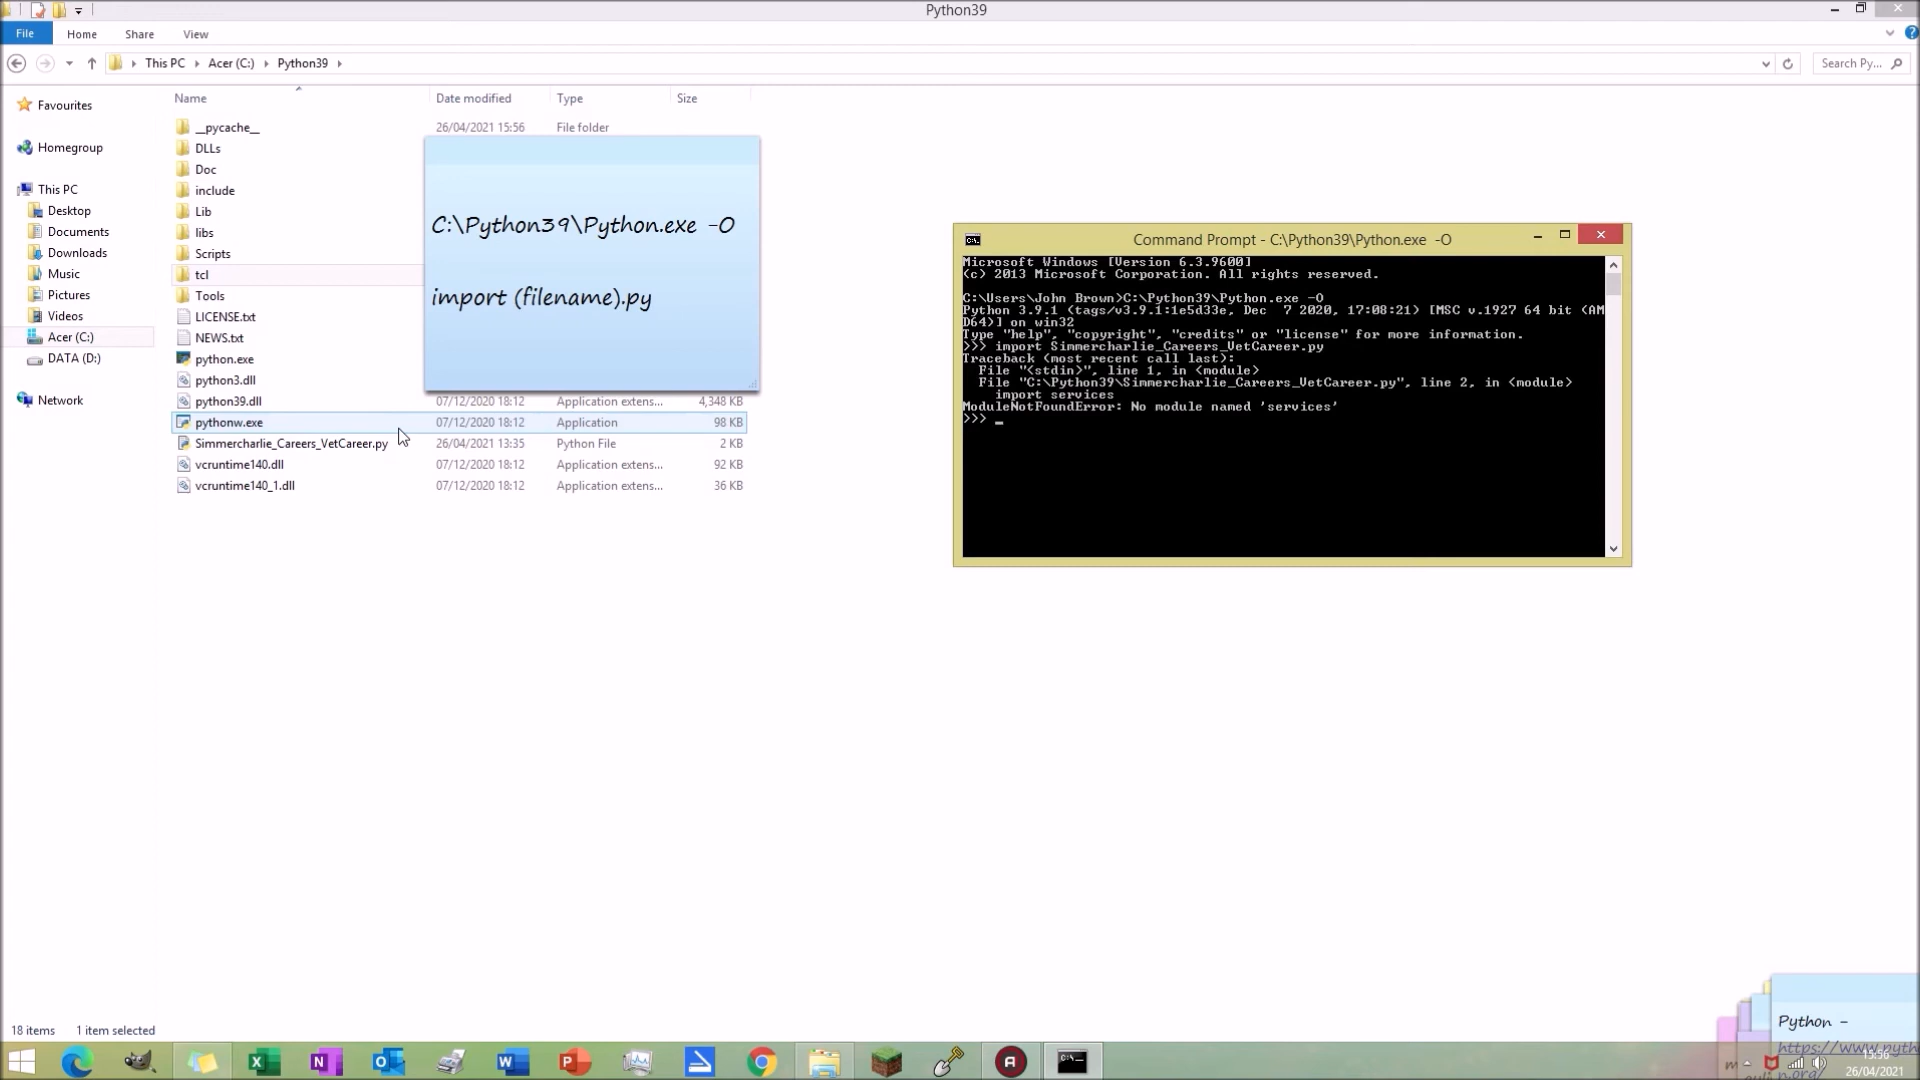 Python39
File Home Share View
This PC Acer (C:) Python39
Search Py...
Name Date modified Type Size
Favourites
Homegroup
This PC
Desktop
Documents
Downloads
Music
Pictures
Videos
Acer (C:)
DATA (D:)
Network
__pycache__ 26/04/2021 15:56 File folder
DLLs
Doc
include
Lib
libs
Scripts
tcl
Tools
LICENSE.txt
NEWS.txt
python.exe
python3.dll
python39.dll 07/12/2020 18:12 Application extens... 4,348 KB
pythonw.exe 07/12/2020 18:12 Application 98 KB
Simmercharlie_Careers_VetCareer.py 26/04/2021 13:35 Python File 2 KB
vcruntime140.dll 07/12/2020 18:12 Application extens... 92 KB
vcruntime140_1.dll 07/12/2020 18:12 Application extens... 36 KB
C:\Python39\Python.exe -O
import (filename).py
Command Prompt - C:\Python39\Python.exe -O
Microsoft Windows [Version 6.3.9600]
(c) 2013 Microsoft Corporation. All rights reserved.
C:\Users\John Brown>C:\Python39\Python.exe -O
Python 3.9.1 (tags/v3.9.1:1e5d33e, Dec  7 2020, 17:08:21) [MSC v.1927 64 bit (AM
D64)] on win32
Type "help", "copyright", "credits" or "license" for more information.
>>> import Simmercharlie_Careers_VetCareer.py
Traceback (most recent call last):
File "<stdin>", line 1, in <module>
File "C:\Python39\Simmercharlie_Careers_VetCareer.py", line 2, in <module>
import services
ModuleNotFoundError: No module named 'services'
>>> _
18 items 1 item selected
Python -
15:56
26/04/2021